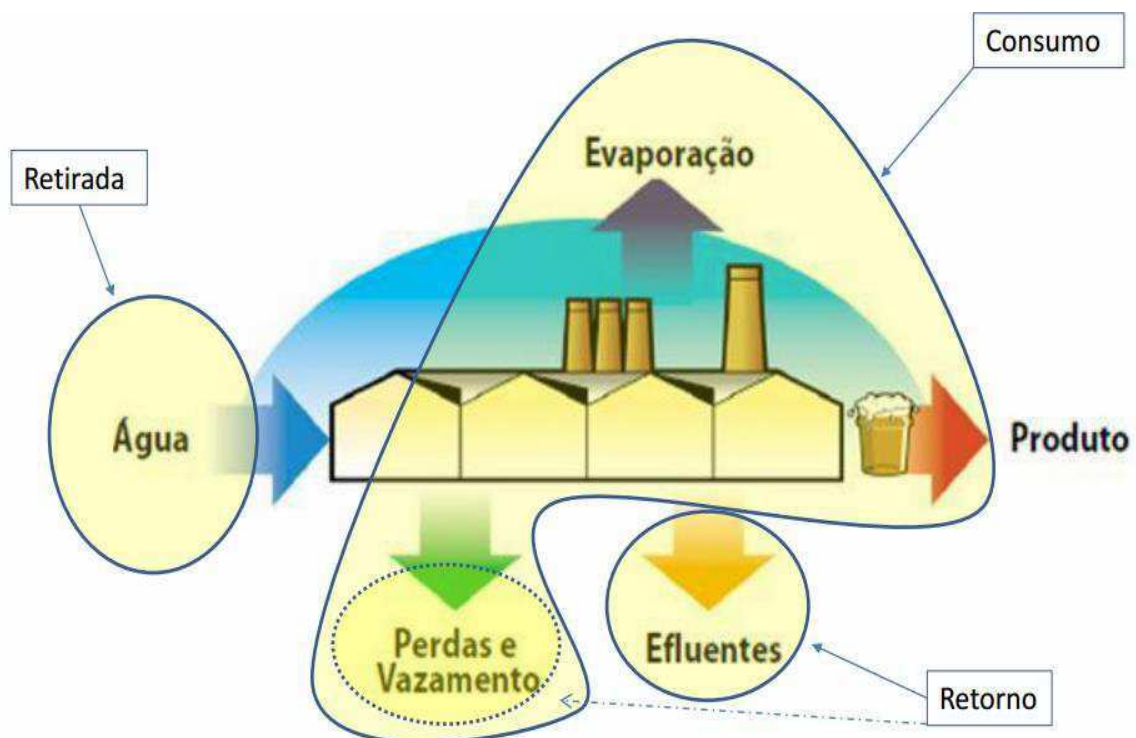 Consumo
Evaporação
Retirada
Água
Produto
Perdas e
Vazamento
Efluentes
Retorno